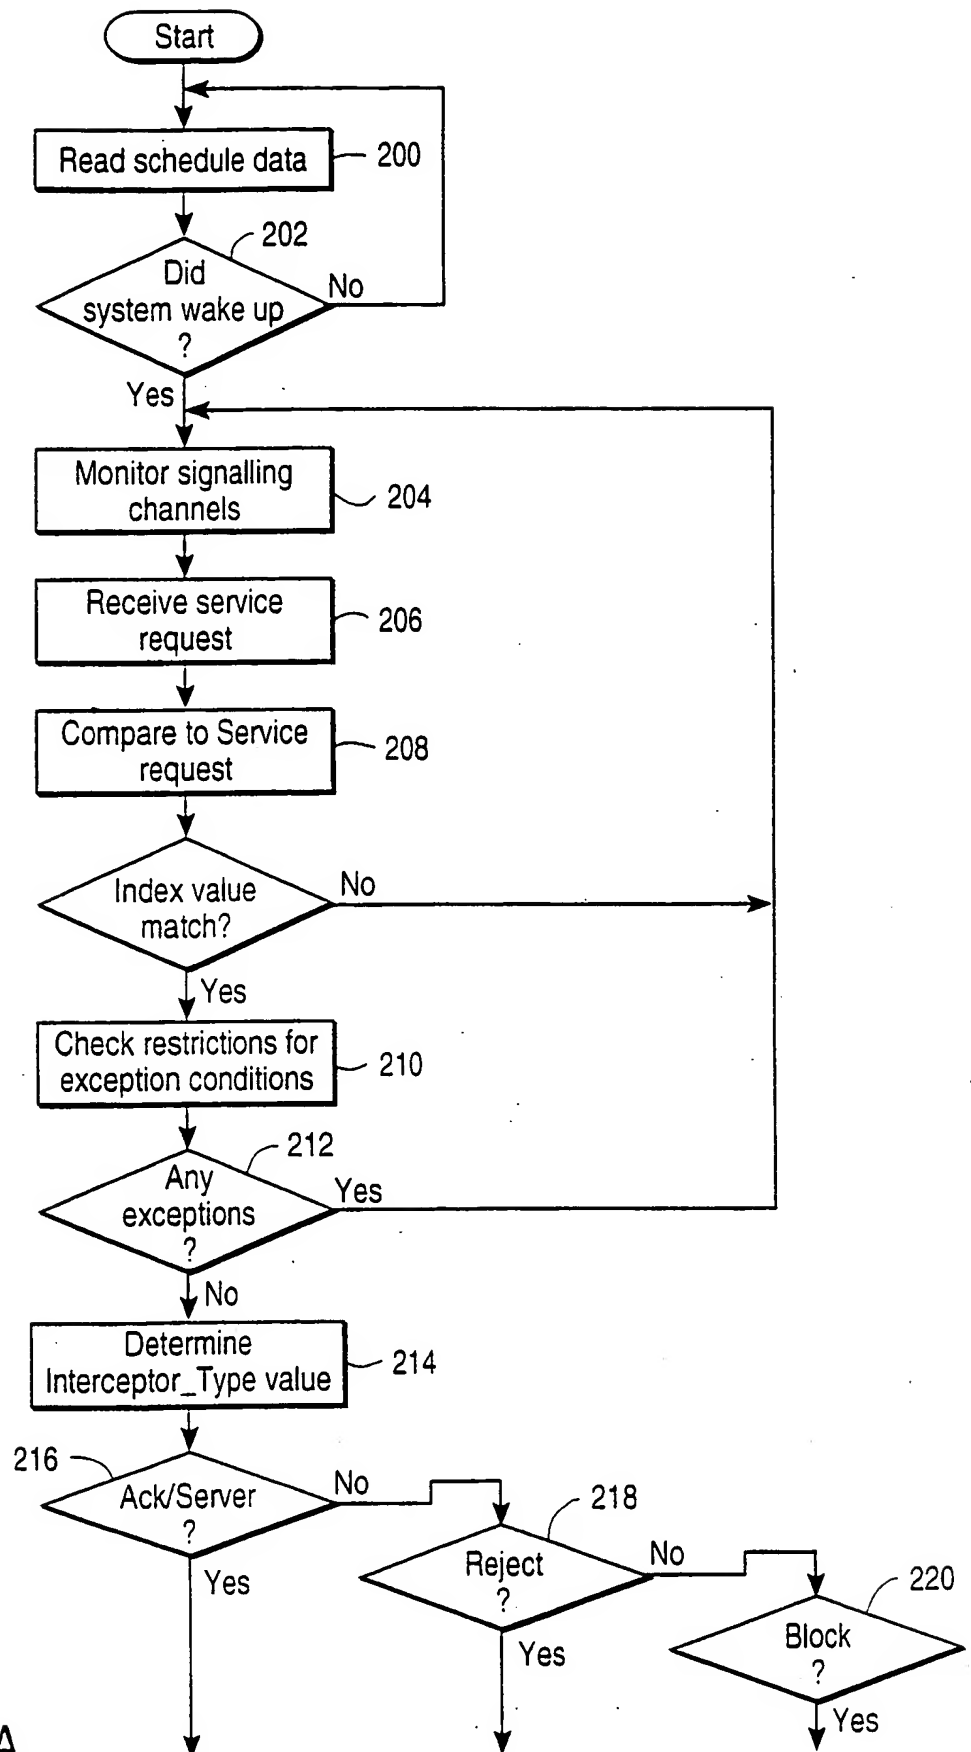 Start
Read schedule data
200
202
Did
system wake up
?
No
Yes
Monitor signalling
channels
204
Receive service
request
206
Compare to Service
request
208
Index value
match?
No
Yes
Check restrictions for
exception conditions
210
212
Any
exceptions
?
Yes
No
Determine
Interceptor_Type value
214
216
Ack/Server
?
No
Yes
218
Reject
?
No
Yes
220
Block
?
Yes